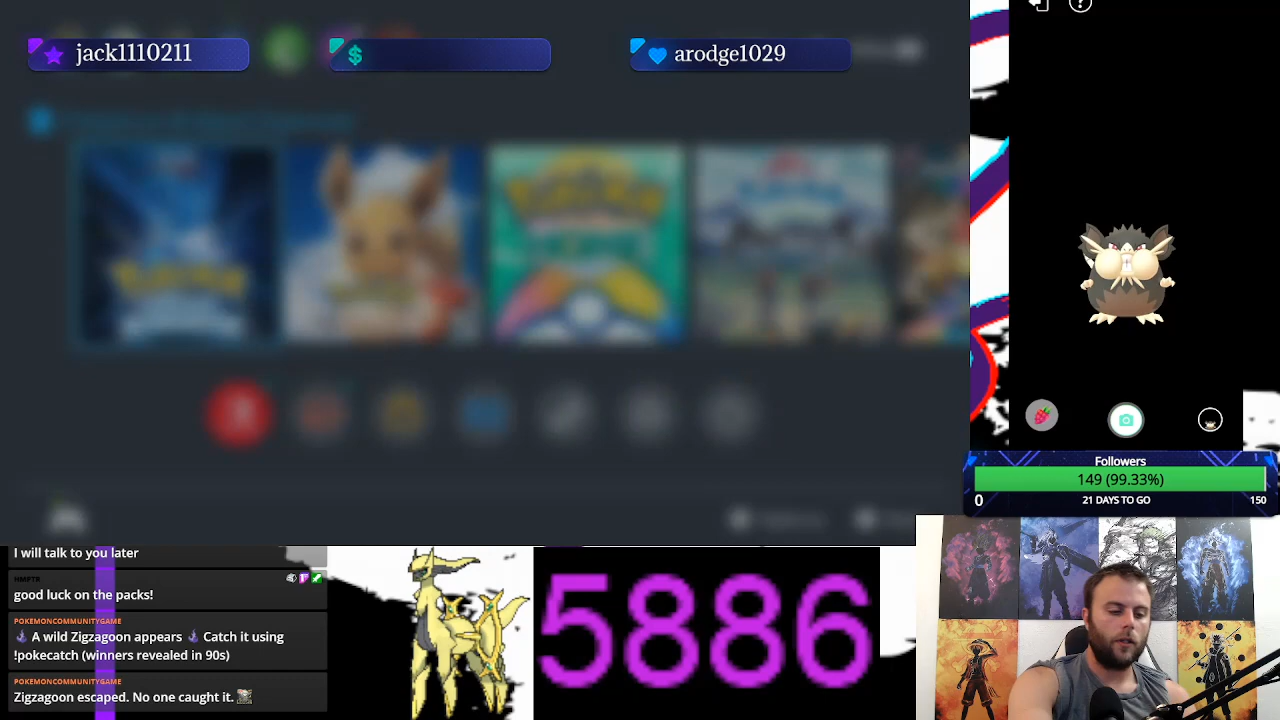 jack1110211
$
arodge1029
?
Followers
149 (99.33%)
0
21 DAYS TO GO
150
I will talk to you later
HMPTR
good luck on the packs!
POKEMONCOMMUNITYGAME
A wild Zigzagoon appears Catch it using
!pokecatch (winners revealed in 90s)
POKEMONCOMMUNITYGAME
Zigzagoon escaped. No one caught it.
5886